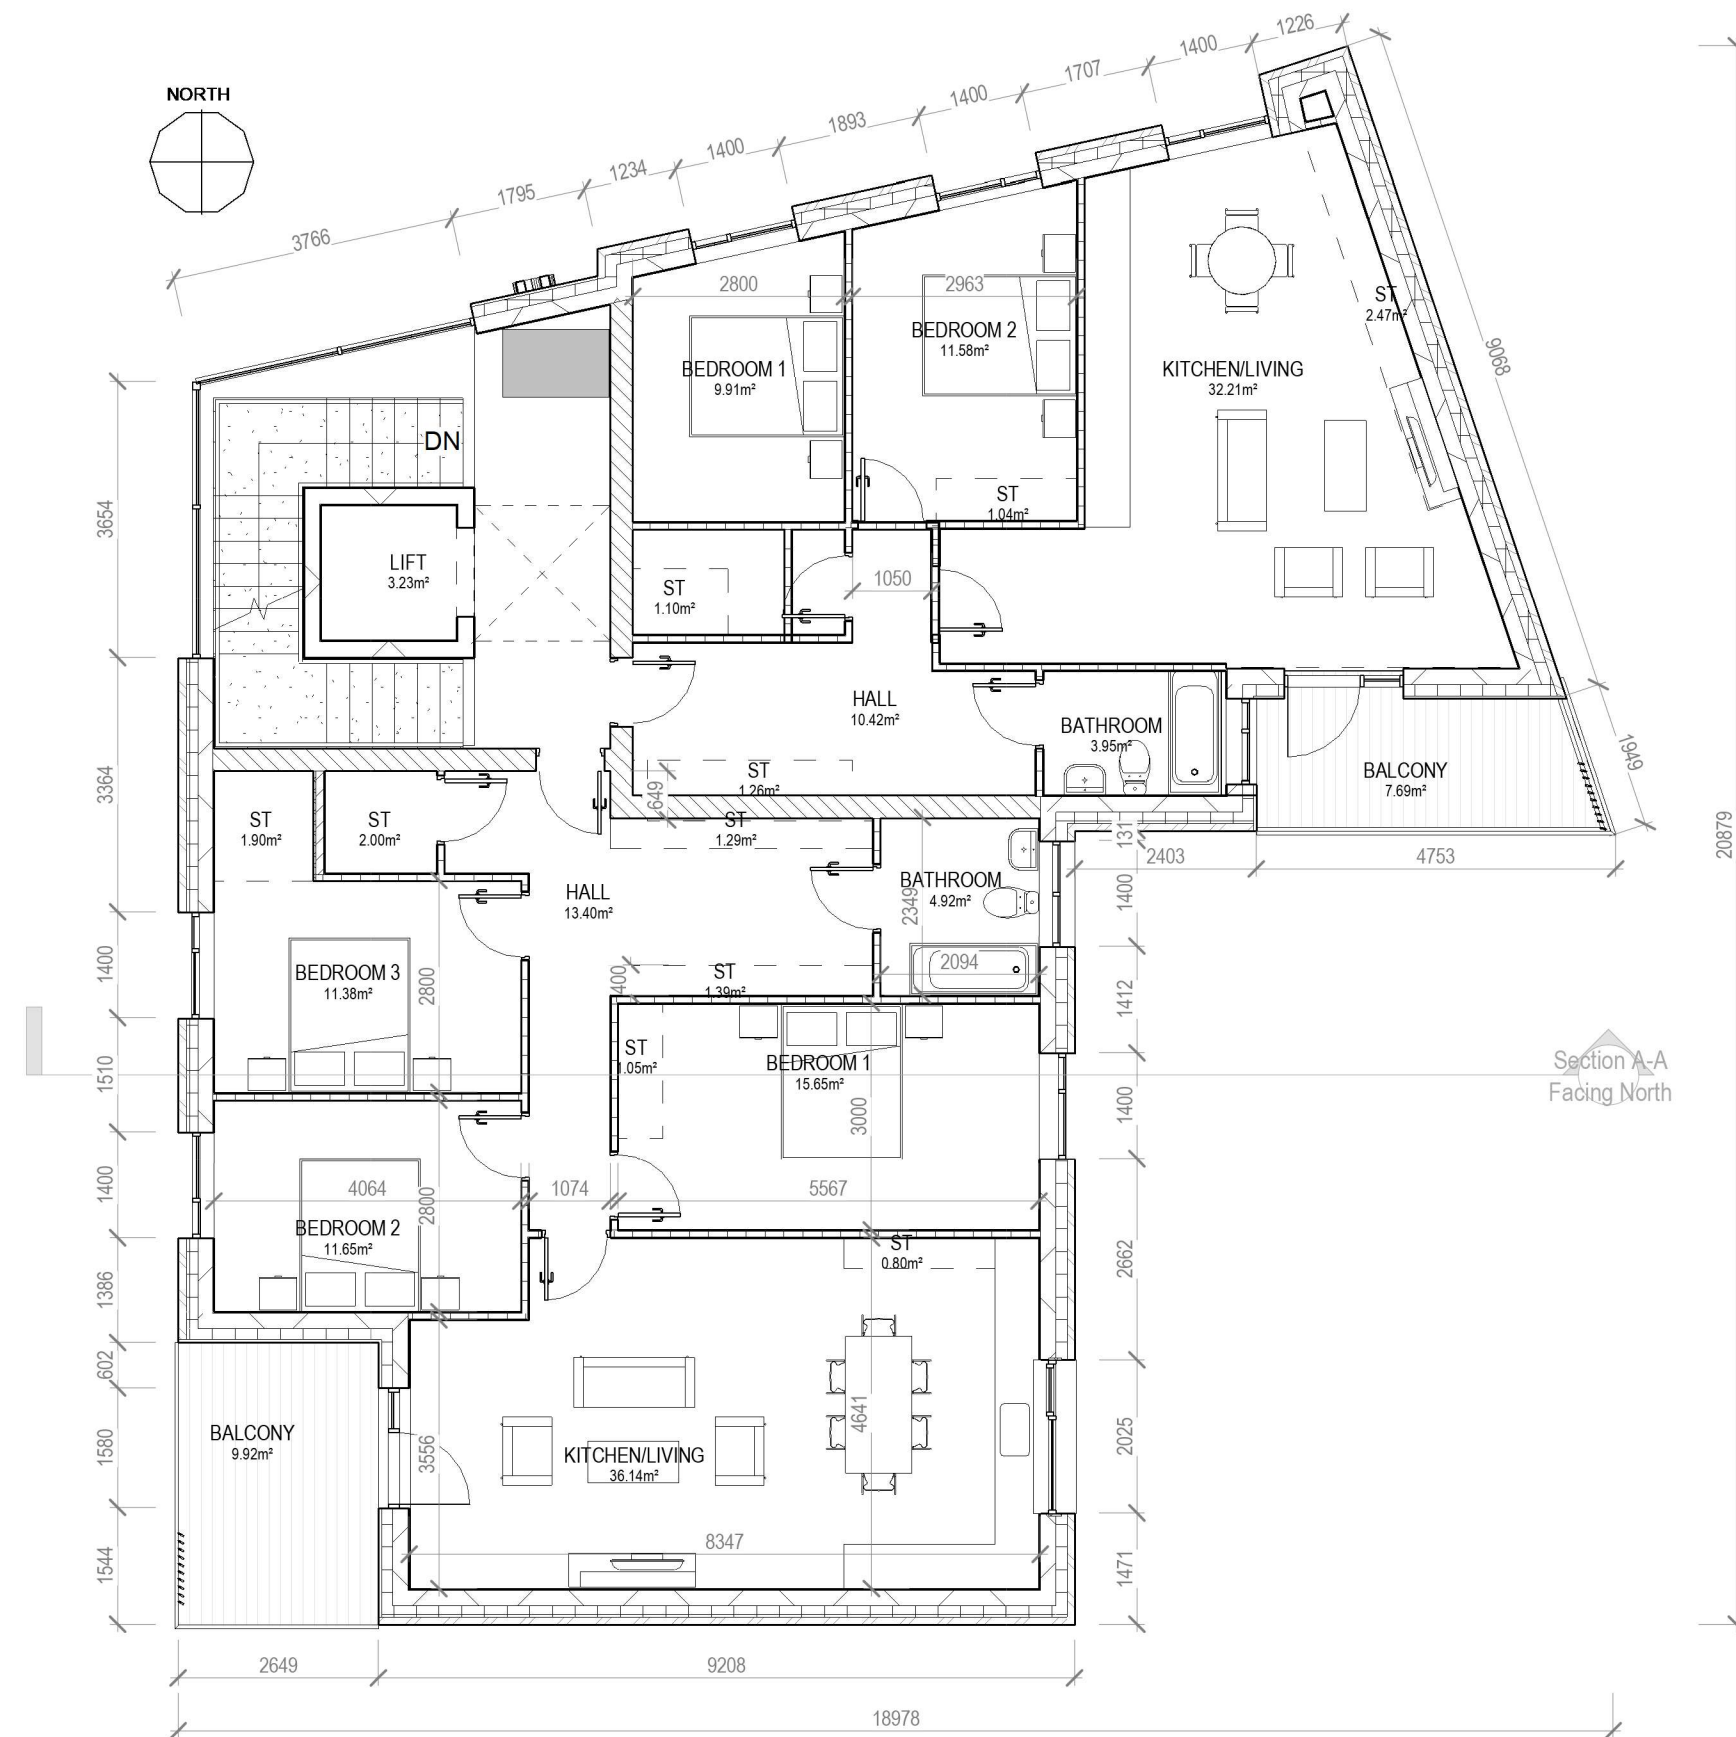 1226
1400
1707
1400
1893
1400
1234
1795
3766
NORTH
9068
1949
20879
2800
2963
BEDROOM 1
9.91m²
BEDROOM 2
11.58m²
ST
2.47m²
KITCHEN/LIVING
32.21m²
DN
ST
1.04m²
LIFT
3.23m²
ST
1.10m²
1050
3654
HALL
10.42m²
BATHROOM
3.95m²
BALCONY
7.69m²
ST
1.26m²
649
3364
ST
1.90m²
ST
2.00m²
ST
1.29m²
131
2403
4753
HALL
13.40m²
BATHROOM
4.92m²
2349
1400
1400
BEDROOM 3
11.38m²
2800
400
ST
1.39m²
2094
1412
1510
ST
1.05m²
BEDROOM 1
15.65m²
3000
1400
Section A-A
Facing North
1400
4064
2800
1074
5567
BEDROOM 2
11.65m²
ST
0.80m²
2662
1386
602
BALCONY
9.92m²
1580
3556
KITCHEN/LIVING
36.14m²
4641
2025
1544
8347
1471
2649
9208
18978